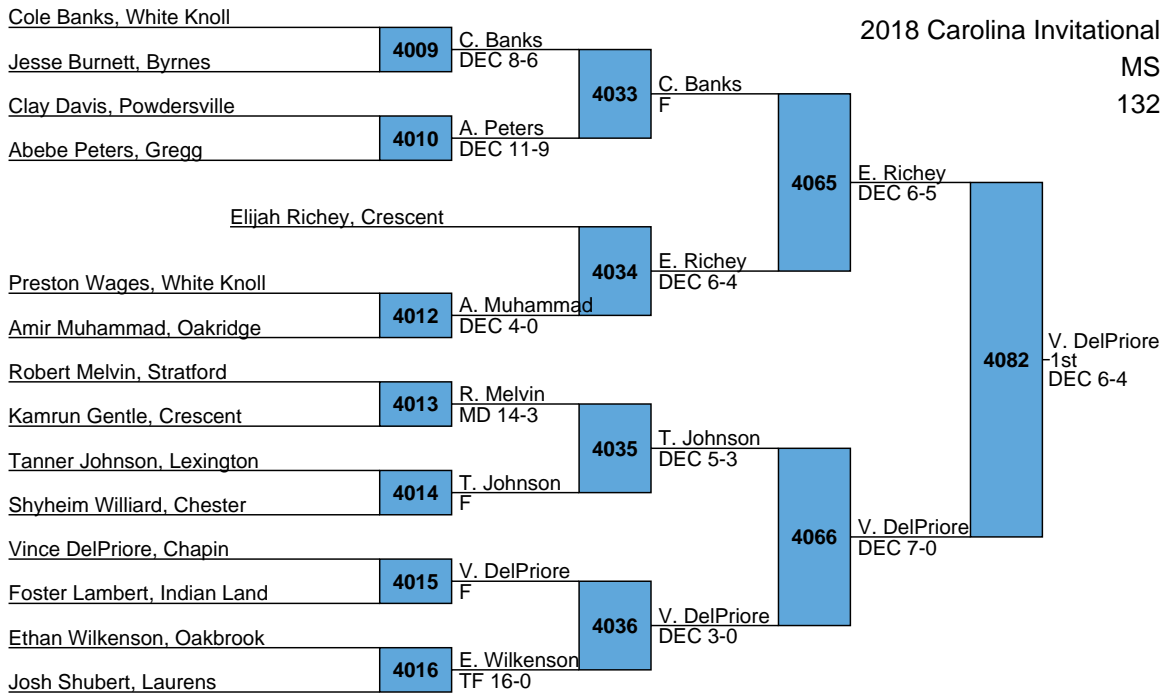 2018 Carolina Invitational
MS
132
Cole Banks, White Knoll
Jesse Burnett, Byrnes
Clay Davis, Powdersville
Abebe Peters, Gregg
Elijah Richey, Crescent
Preston Wages, White Knoll
Amir Muhammad, Oakridge
Robert Melvin, Stratford
Kamrun Gentle, Crescent
Tanner Johnson, Lexington
Shyheim Williard, Chester
Vince DelPriore, Chapin
Foster Lambert, Indian Land
Ethan Wilkenson, Oakbrook
Josh Shubert, Laurens
4009
C. Banks
DEC 8-6
4010
A. Peters
DEC 11-9
4012
A. Muhammad
DEC 4-0
4013
R. Melvin
MD 14-3
4014
T. Johnson
F
4015
V. DelPriore
F
4016
E. Wilkenson
TF 16-0
4033
C. Banks
F
4034
E. Richey
DEC 6-4
4035
T. Johnson
DEC 5-3
4036
V. DelPriore
DEC 3-0
4065
E. Richey
DEC 6-5
4066
V. DelPriore
DEC 7-0
4082
V. DelPriore
1st
DEC 6-4